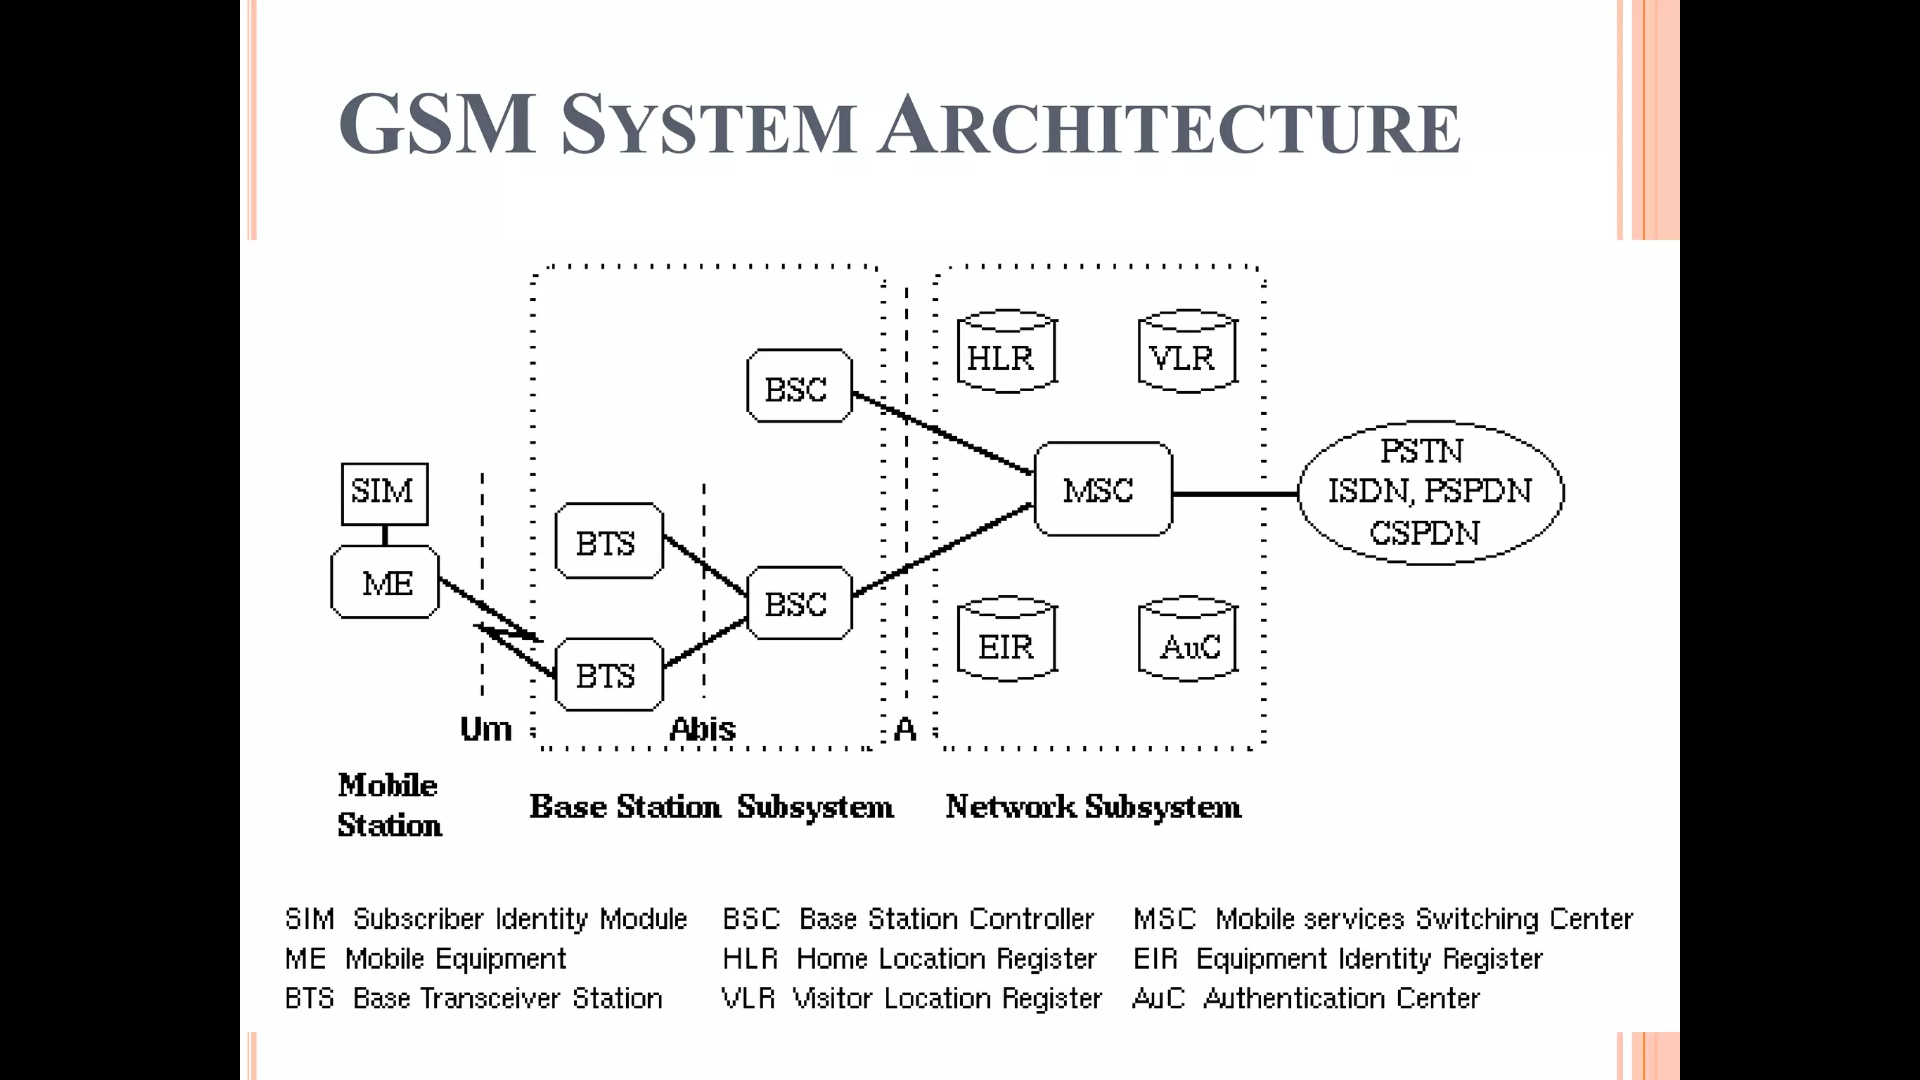 GSM SYSTEM ARCHITECTURE
HLR
VLR
BSC
PSTN
ISDN, PSPDN
CSPDN
MSC
SIM
BTS
ME
BSC
EIR
AuC
BTS
Um
Abis
A
Mobile
Station
Base Station Subsystem
Network Subsystem
SIM Subscriber Identity Module
BSC Base Station Controller
MSC Mobile services Switching Center
ME Mobile Equipment
HLR Home Location Register
EIR Equipment Identity Register
BTS Base Transceiver Station
VLR Visitor Location Register
AuC Authentication Center